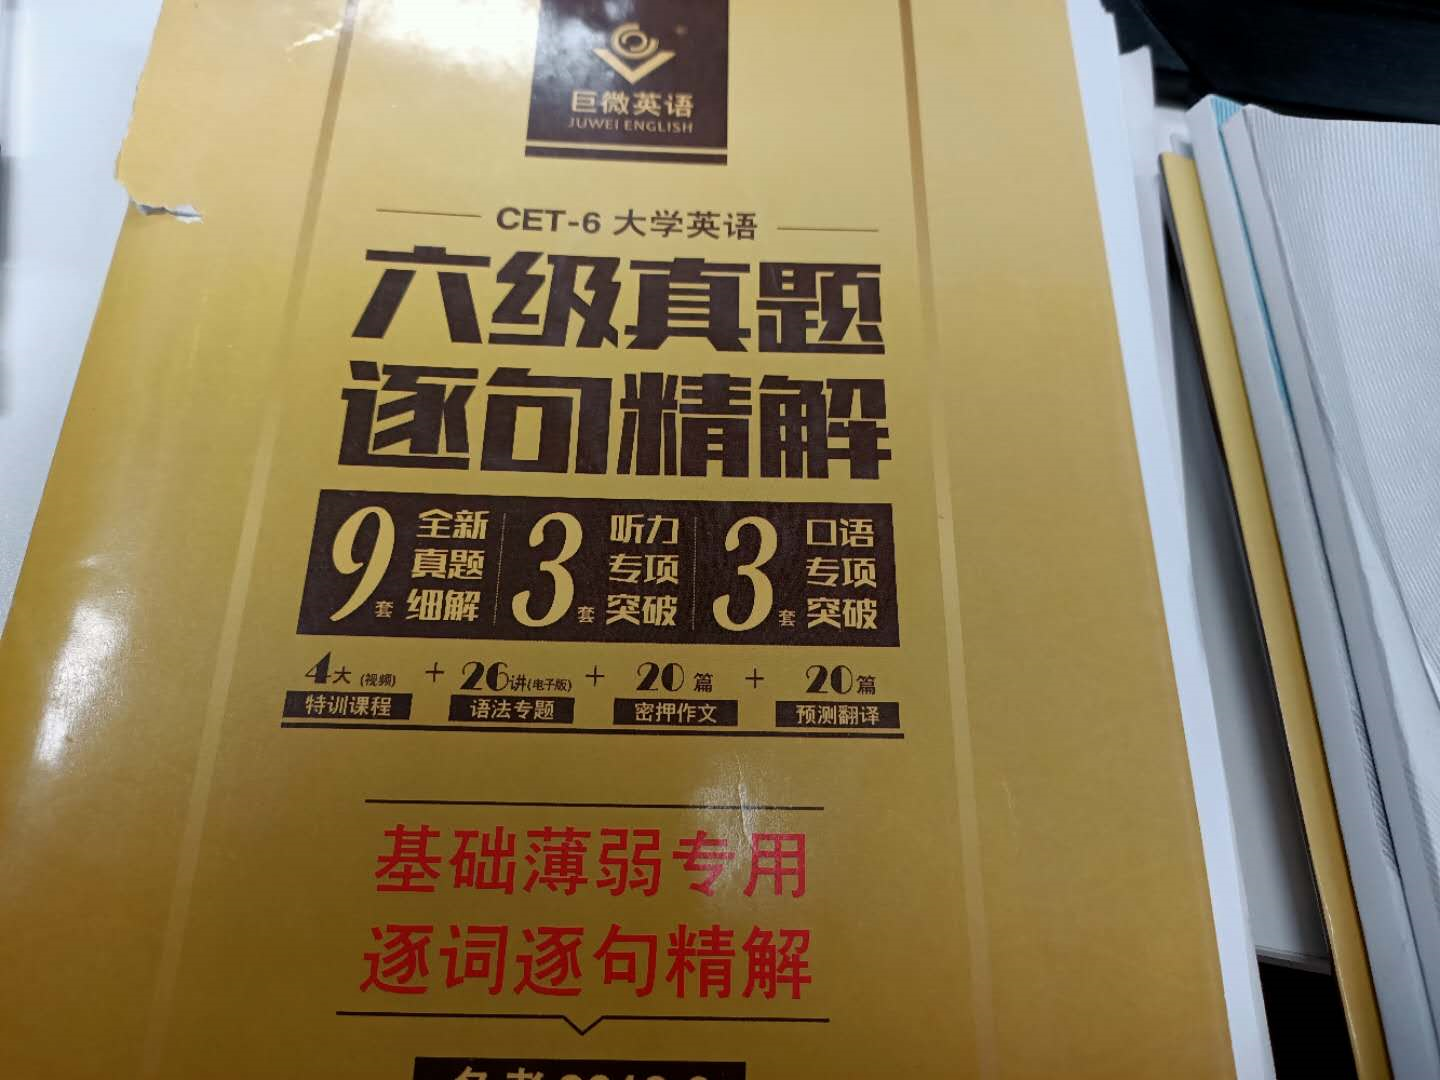 巨微英语
JUWEI ENGLISH
CET-6 大学英语
六级真题
逐句精解
9套 全新真题细解
3套 听力专项突破
3套 口语专项突破
4大(视频) + 26讲(电子版) + 20篇 + 20篇
特训课程 语法专题 密押作文 预测翻译
基础薄弱专用
逐词逐句精解